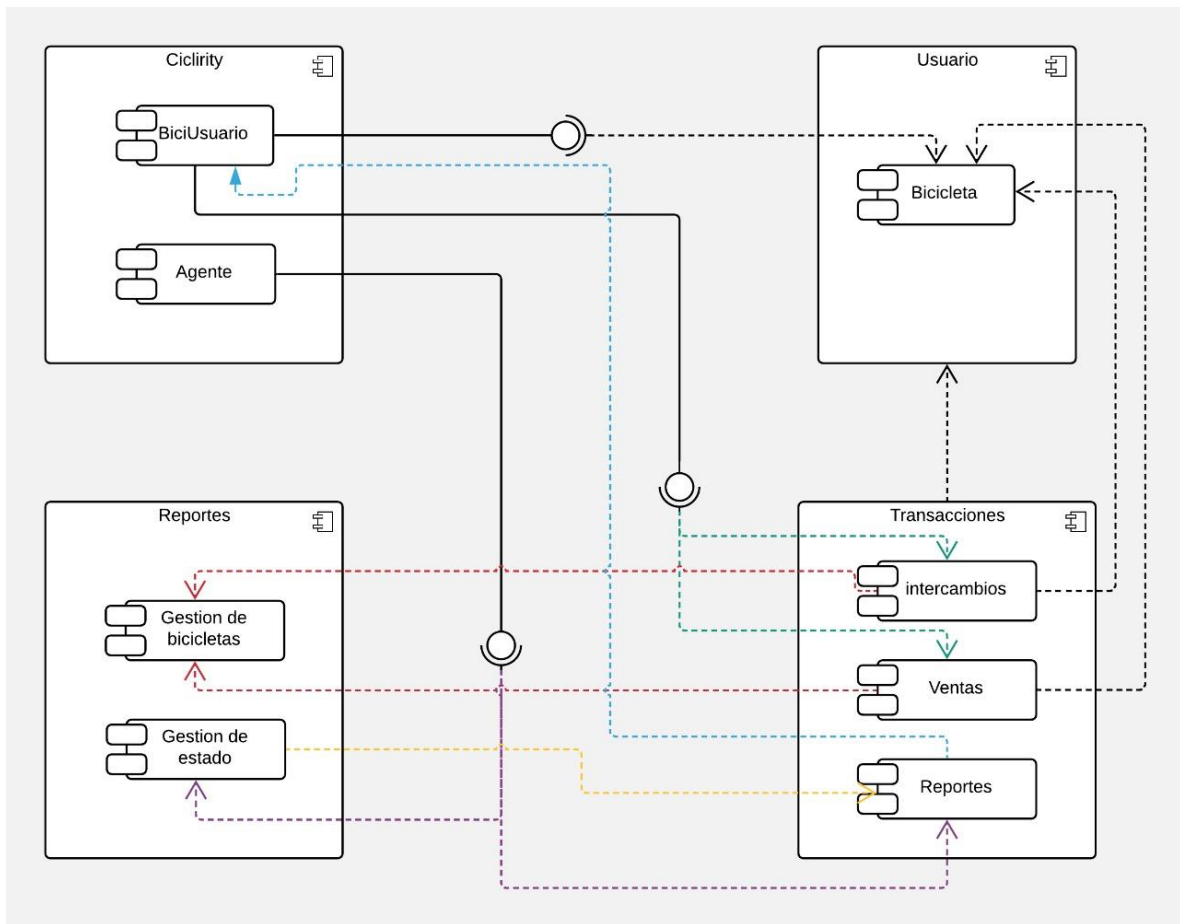 Ciclirity
Usuario
BiciUsuario
Bicicleta
Agente
Reportes
Transacciones
intercambios
Gestion de
bicicletas
Ventas
Gestion de
estado
Reportes